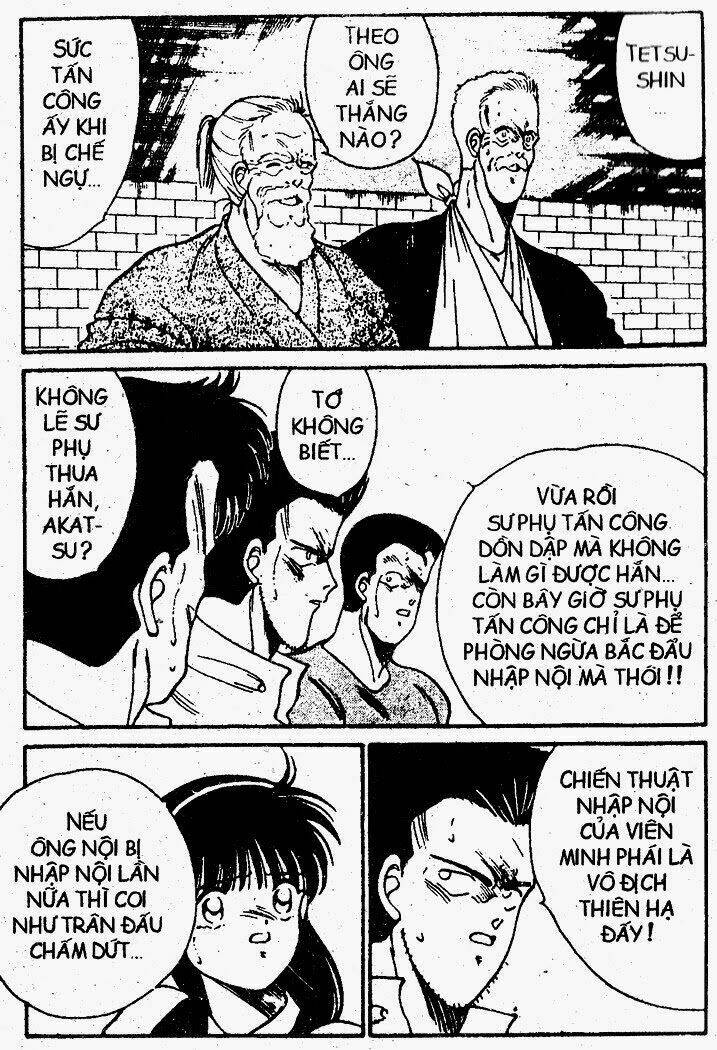 SỨC
TẤN
CÔNG
ẤY KHI
BỊ CHẾ
NGỰ...
THEO
ÔNG
AI SẼ
THẮNG
NÀO?
TETSU-
SHIN
...
KHÔNG
LẼ SƯ
PHỤ
THUA
HẮN,
AKAT-
SU?
TỚ
KHÔNG
BIẾT...
VỪA RỒI
SƯ PHỤ TẤN CÔNG
DỒN DẬP MÀ KHÔNG
LÀM GÌ ĐƯỢC HẮN...
CÒN BÂY GIỜ SƯ PHỤ
TẤN CÔNG CHỈ LÀ ĐỂ
PHÒNG NGỪA BẮC ĐẨU
NHẬP NỘI MÀ THÔI!!
NẾU
ÔNG NỘI BỊ
NHẬP NỘI LẦN
NỮA THÌ COI
NHƯ TRÂN ĐẤU
CHẤM DỨT...
CHIẾN THUẬT
NHẬP NỘI
CỦA VIÊN
MINH PHÁI LÀ
VÔ ĐỊCH
THIÊN HẠ
ĐẤY!